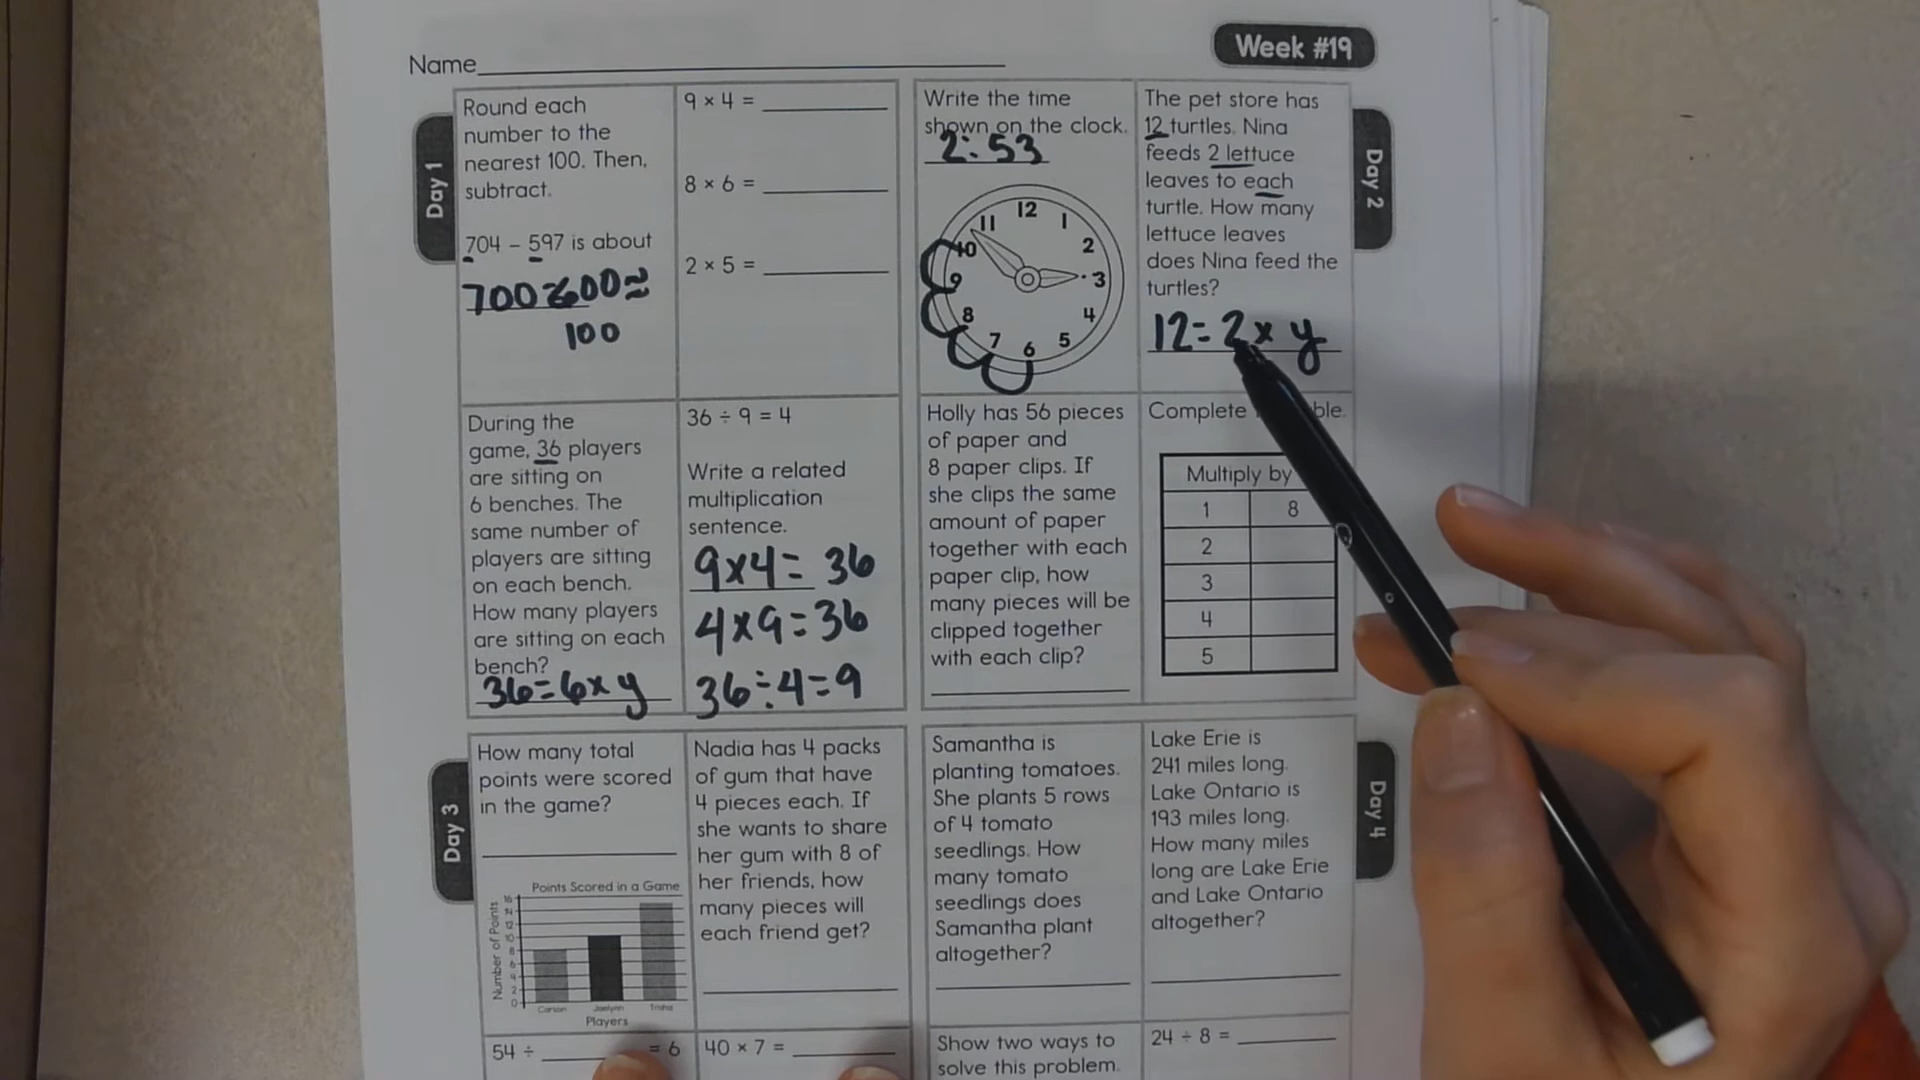 Name
Week #19
Day 1
Round each
number to the
nearest 100. Then,
subtract.
704 – 597 is about
700 600 ≈
100
9 × 4 =
8 × 6 =
2 × 5 =
During the
game, 36 players
are sitting on
6 benches. The
same number of
players are sitting
on each bench.
How many players
are sitting on each
bench?
36=6x y
36 ÷ 9 = 4
Write a related
multiplication
sentence.
9x4= 36
4x9=36
36÷4=9
Day 2
Write the time
shown on the clock.
2:53
12
1
2
3
4
5
6
7
8
9
10
11
The pet store has
12 turtles. Nina
feeds 2 lettuce
leaves to each
turtle. How many
lettuce leaves
does Nina feed the
turtles?
12=2x y
Holly has 56 pieces
of paper and
8 paper clips. If
she clips the same
amount of paper
together with each
paper clip, how
many pieces will be
clipped together
with each clip?
Complete
Multiply by
1 8
2
3
4
5
Day 3
How many total
points were scored
in the game?
Points Scored in a Game
Number of Points
16
14
12
10
8
6
4
2
0
Carson Jaelynn Trisha
Players
Nadia has 4 packs
of gum that have
4 pieces each. If
she wants to share
her gum with 8 of
her friends, how
many pieces will
each friend get?
54 ÷ = 6
40 × 7 =
Day 4
Samantha is
planting tomatoes.
She plants 5 rows
of 4 tomato
seedlings. How
many tomato
seedlings does
Samantha plant
altogether?
Lake Erie is
241 miles long.
Lake Ontario is
193 miles long.
How many miles
long are Lake Erie
and Lake Ontario
altogether?
Show two ways to
solve this problem.
24 ÷ 8 =